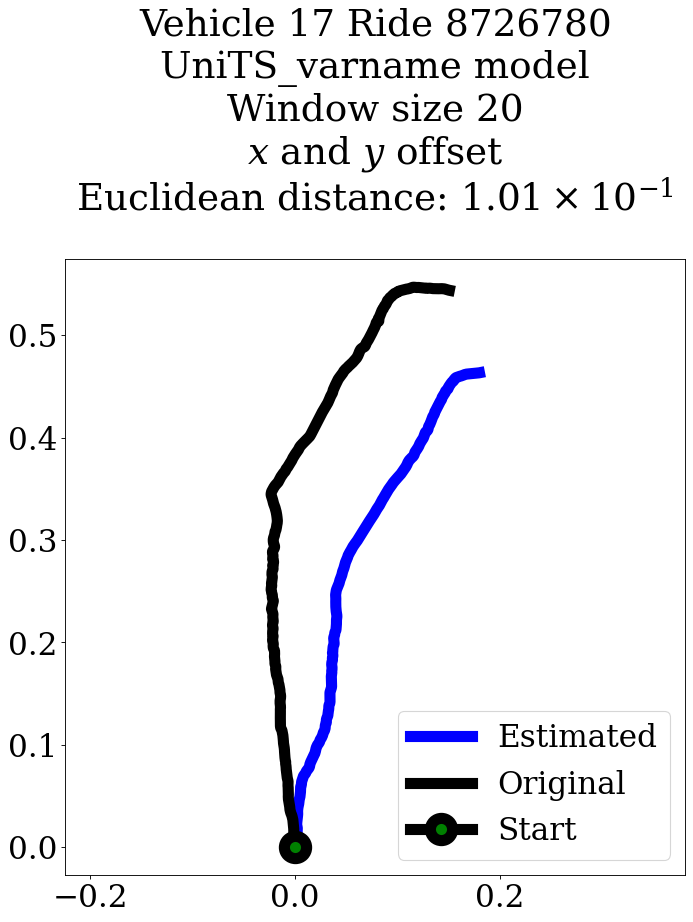 Vehicle 17 Ride 8726780
UniTS_varname model
Window size 20
x and y offset
Euclidean distance: 1.01 × 10⁻¹
0.5
0.4
0.3
0.2
0.1
0.0
−0.2 0.0 0.2
Estimated
Original
Start